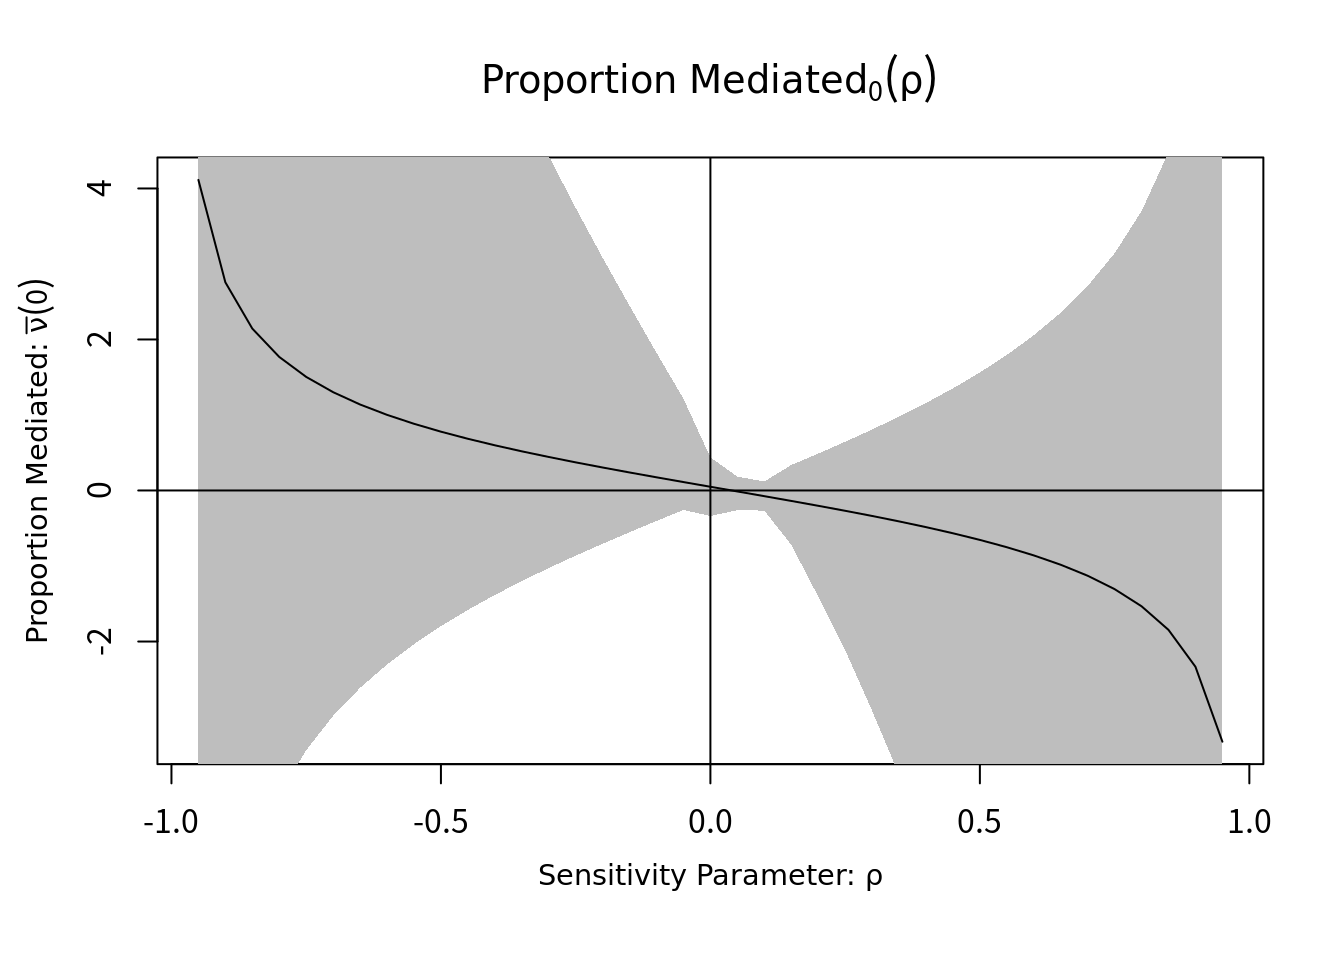 Proportion Mediated₀(ρ)
Proportion Mediated: ν̅(0)
4
2
0
-2
-1.0 -0.5 0.0 0.5 1.0
Sensitivity Parameter: ρ